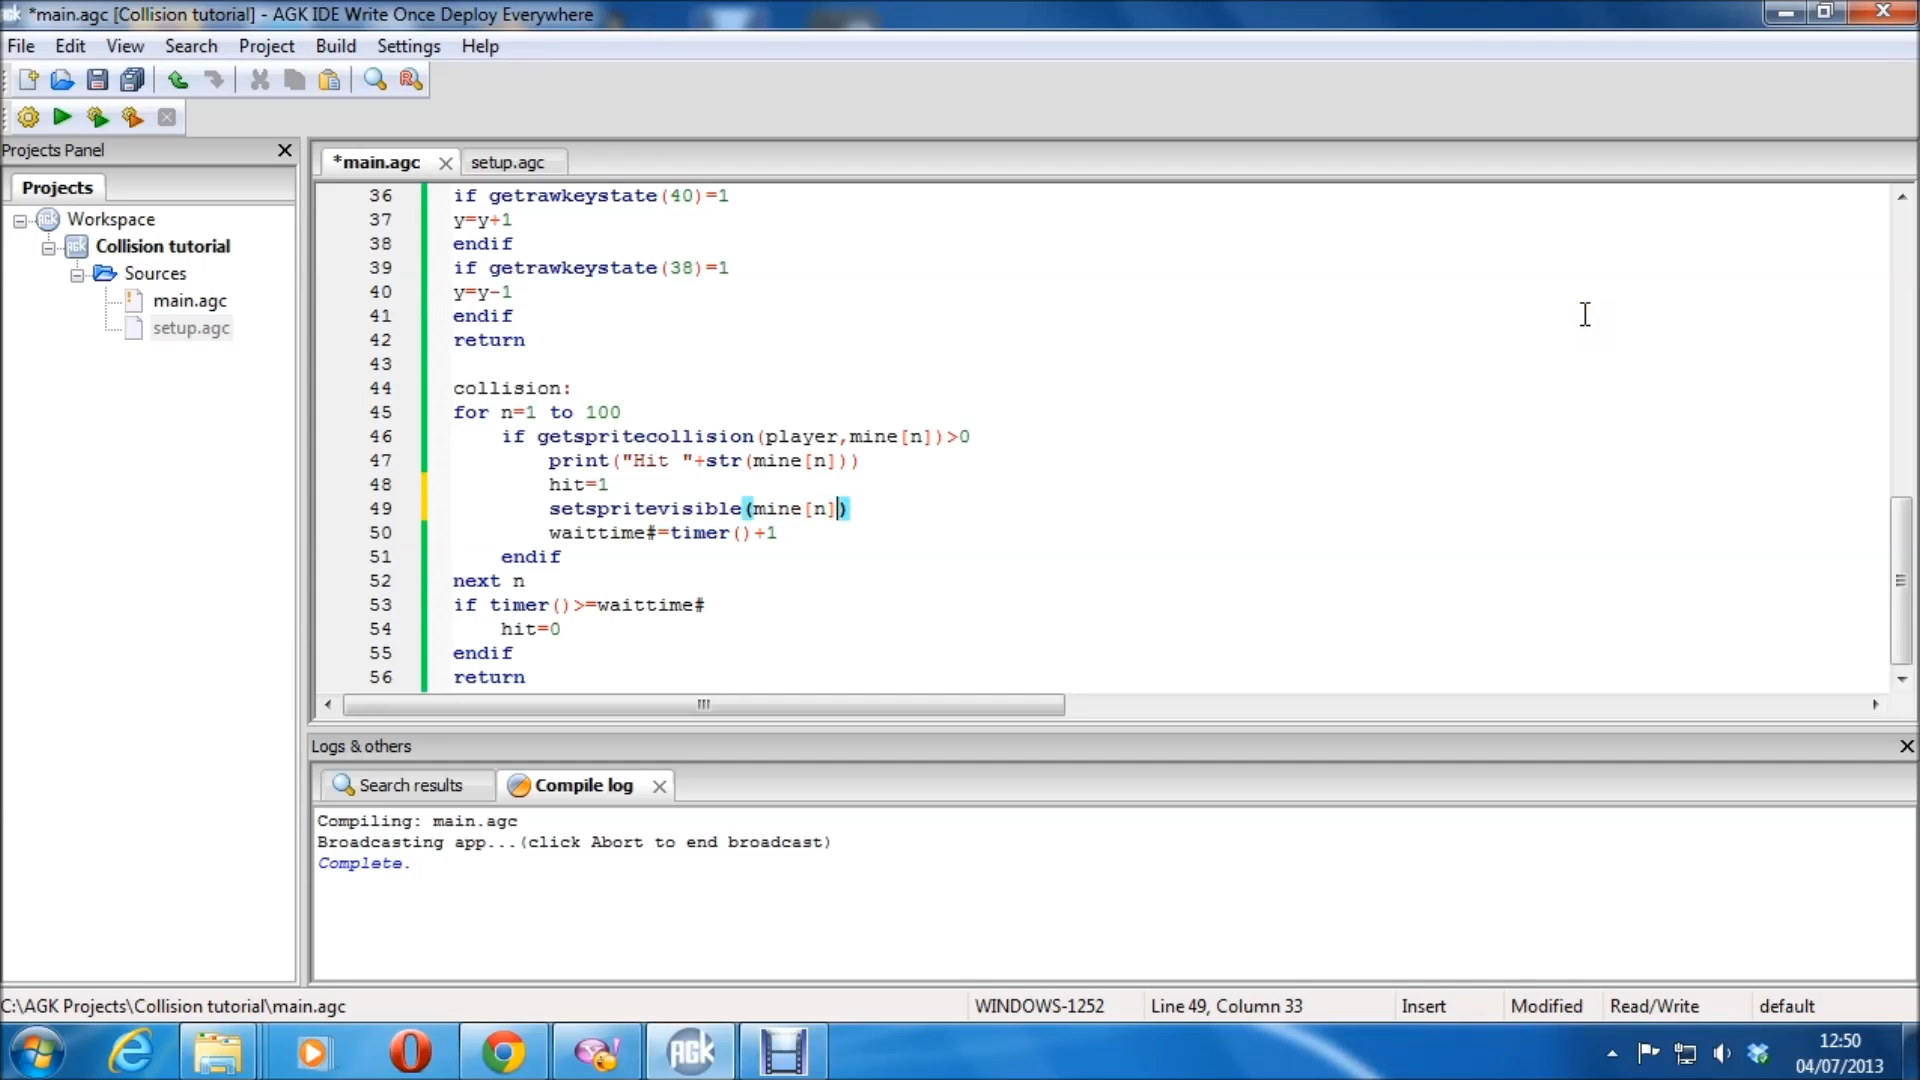 *main.agc [Collision tutorial] - AGK IDE Write Once Deploy Everywhere
File Edit View Search Project Build Settings Help
Projects Panel
Projects
Workspace
Collision tutorial
Sources
main.agc
setup.agc
*main.agc setup.agc
36 if getrawkeystate(40)=1
37 y=y+1
38 endif
39 if getrawkeystate(38)=1
40 y=y-1
41 endif
42 return
43
44 collision:
45 for n=1 to 100
46 if getspritecollision(player,mine[n])>0
47 print("Hit "+str(mine[n]))
48 hit=1
49 setspritevisible(mine[n])
50 waittime#=timer()+1
51 endif
52 next n
53 if timer()>=waittime#
54 hit=0
55 endif
56 return
Logs & others
Search results Compile log
Compiling: main.agc
Broadcasting app...(click Abort to end broadcast)
Complete.
C:\AGK Projects\Collision tutorial\main.agc WINDOWS-1252 Line 49, Column 33 Insert Modified Read/Write default
AGK
12:50
04/07/2013